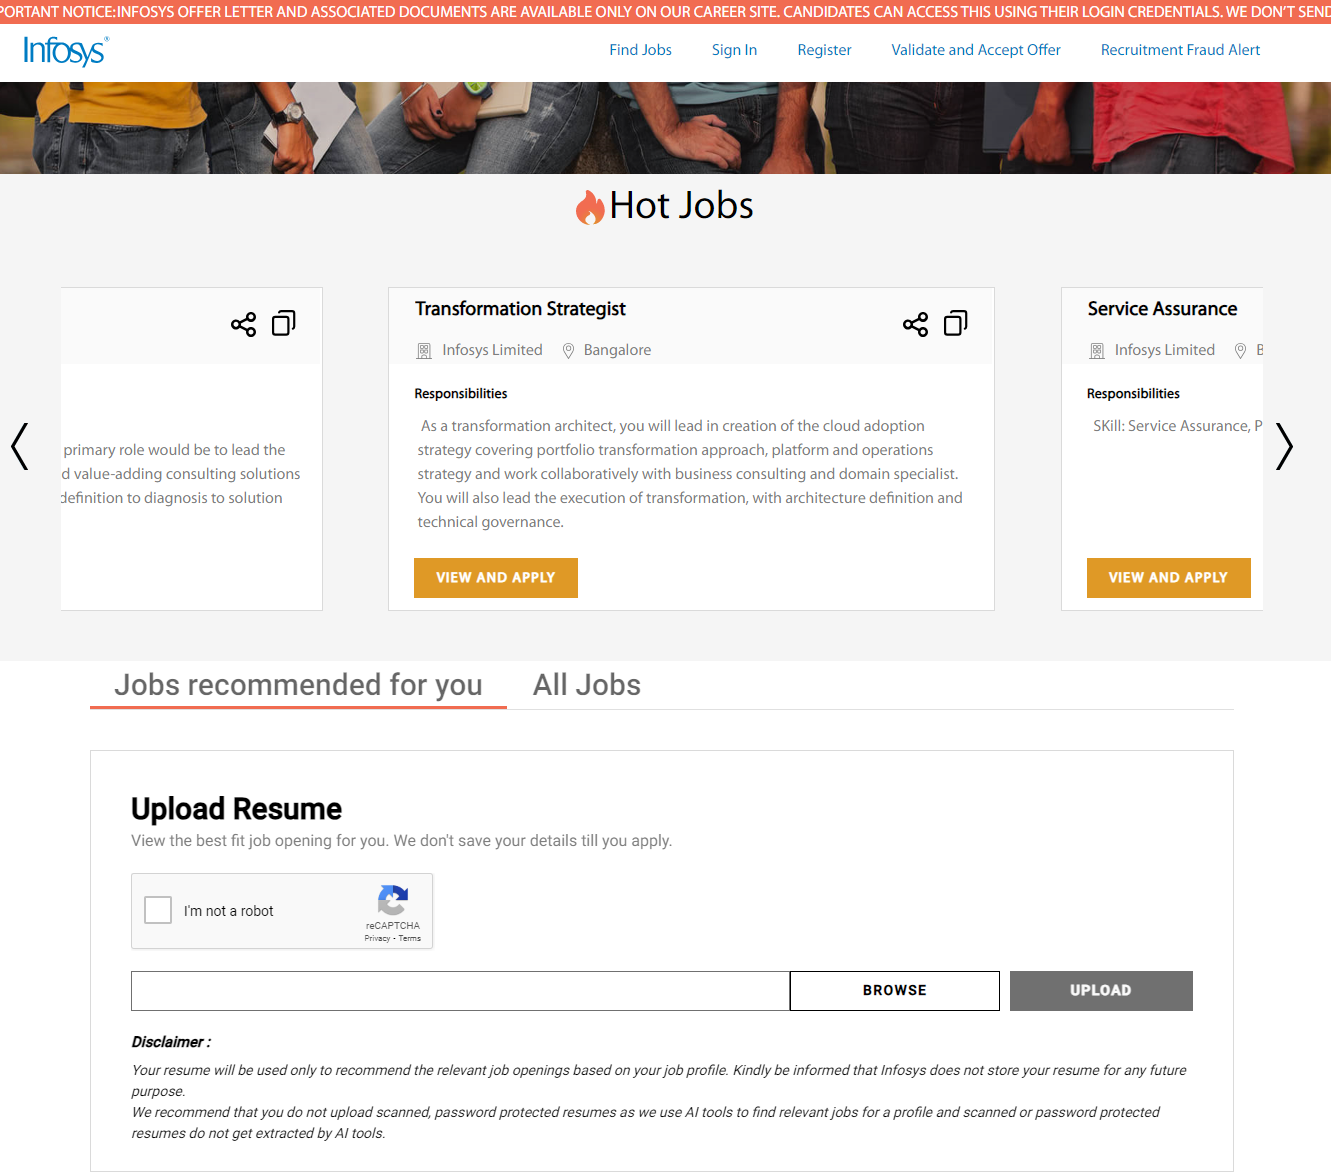 PORTANT NOTICE:INFOSYS OFFER LETTER AND ASSOCIATED DOCUMENTS ARE AVAILABLE ONLY ON OUR CAREER SITE. CANDIDATES CAN ACCESS THIS USING THEIR LOGIN CREDENTIALS. WE DON'T SEND
Infosys®
Find Jobs
Sign In
Register
Validate and Accept Offer
Recruitment Fraud Alert
Hot Jobs
primary role would be to lead the
d value-adding consulting solutions
definition to diagnosis to solution
Transformation Strategist
Infosys Limited
Bangalore
Responsibilities
As a transformation architect, you will lead in creation of the cloud adoption
strategy covering portfolio transformation approach, platform and operations
strategy and work collaboratively with business consulting and domain specialist.
You will also lead the execution of transformation, with architecture definition and
technical governance.
VIEW AND APPLY
Service Assurance
Infosys Limited
B
Responsibilities
SKill: Service Assurance, P
VIEW AND APPLY
Jobs recommended for you
All Jobs
Upload Resume
View the best fit job opening for you. We don't save your details till you apply.
I'm not a robot
reCAPTCHA
Privacy - Terms
BROWSE
UPLOAD
Disclaimer :
Your resume will be used only to recommend the relevant job openings based on your job profile. Kindly be informed that Infosys does not store your resume for any future
purpose.
We recommend that you do not upload scanned, password protected resumes as we use AI tools to find relevant jobs for a profile and scanned or password protected
resumes do not get extracted by AI tools.